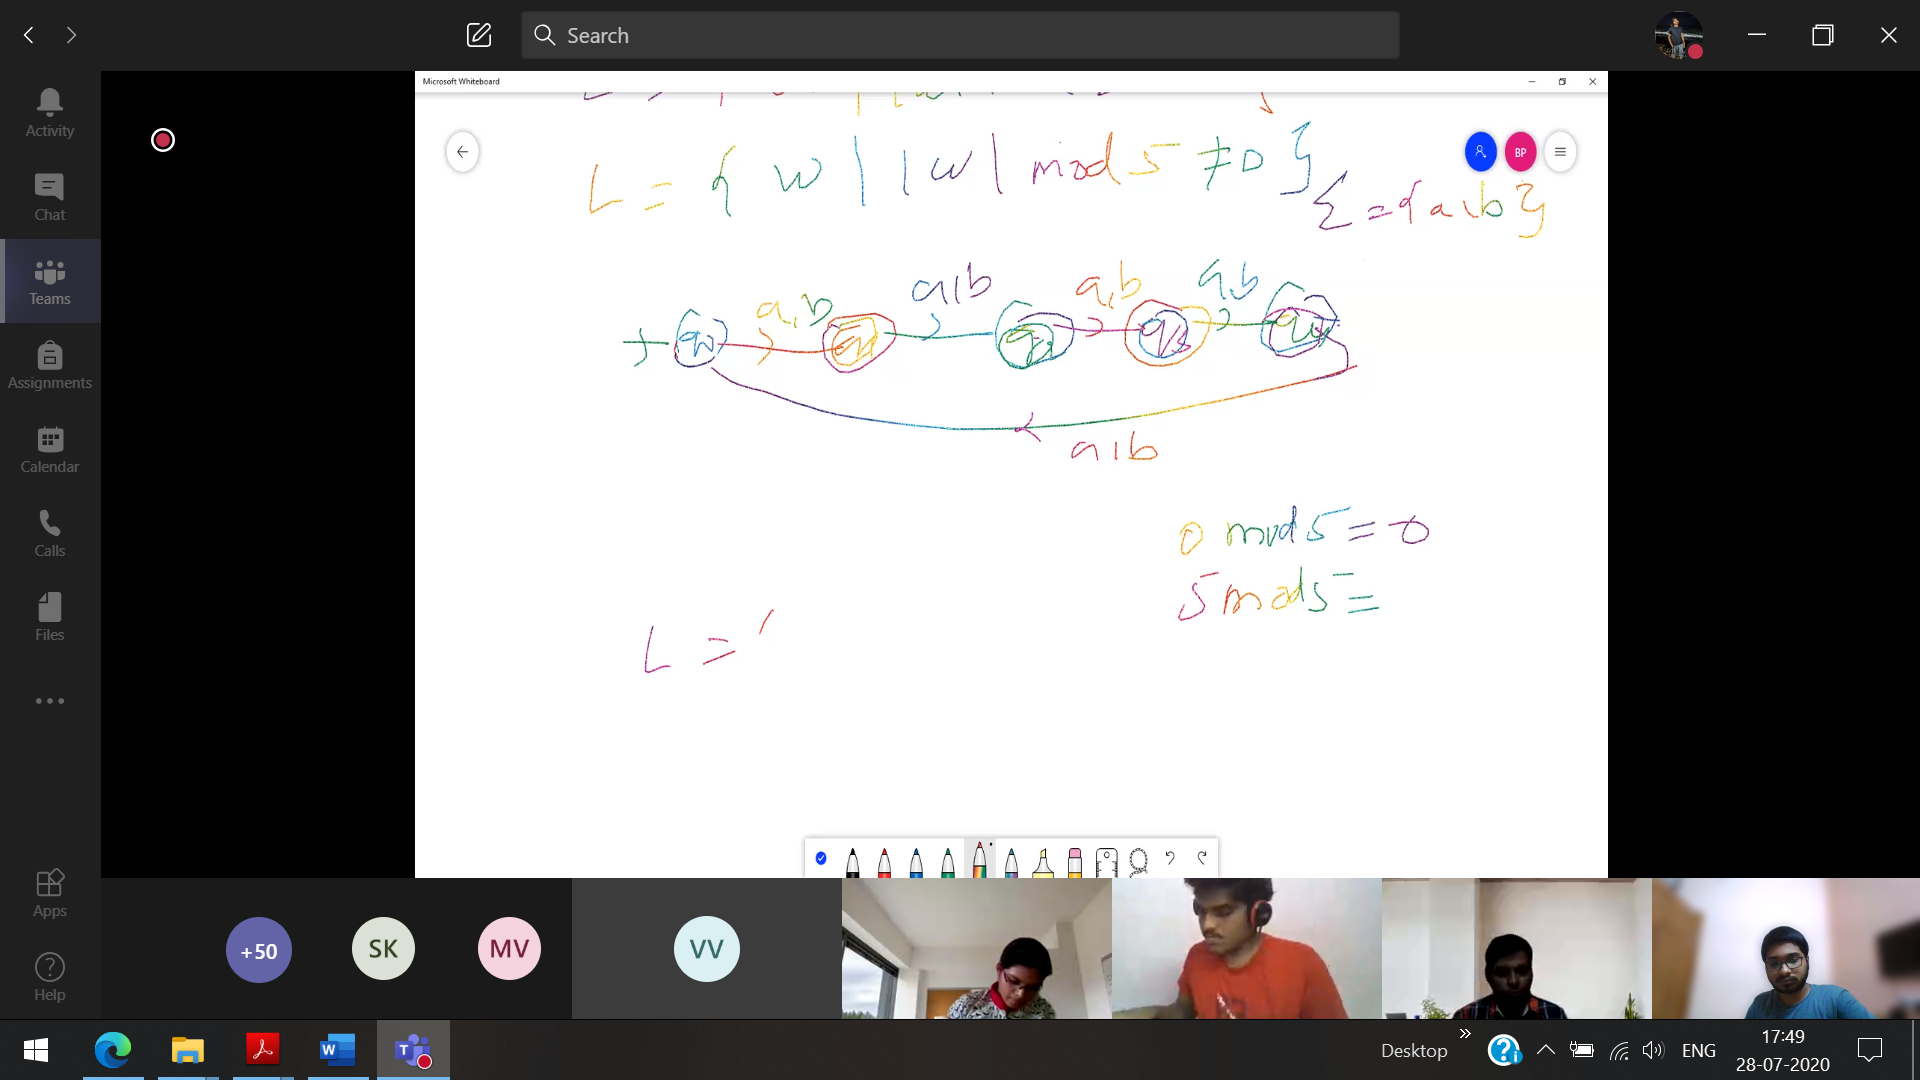 Search
Activity
Chat
Teams
Assignments
Calendar
Calls
Files
Apps
Help
Microsoft Whiteboard
BP
L = { w | |w| mod 5 ≠ 0 }
Σ = {a,b}
a,b a,b a,b a,b
q0 q1 q2 q3 q4
a,b
0 mod 5 = 0
5 mod 5 =
L =
+50 SK MV VV
Desktop
ENG
17:49
28-07-2020